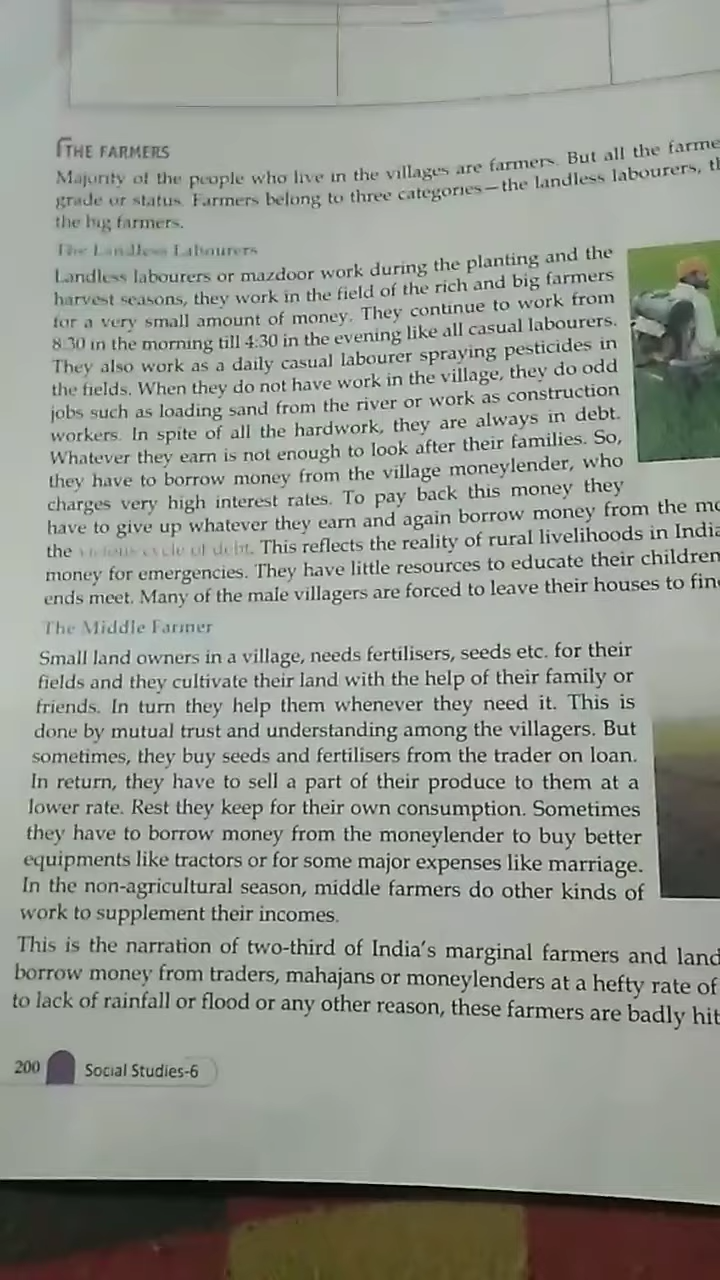 THE FARMERS
Majority of the people who live in the villages are farmers. But all the farme
grade or status. Farmers belong to three categories—the landless labourers, th
the big farmers.
The Landless Labourers
Landless labourers or mazdoor work during the planting and the
harvest seasons, they work in the field of the rich and big farmers
for a very small amount of money. They continue to work from
8:30 in the morning till 4:30 in the evening like all casual labourers.
They also work as a daily casual labourer spraying pesticides in
the fields. When they do not have work in the village, they do odd
jobs such as loading sand from the river or work as construction
workers. In spite of all the hardwork, they are always in debt.
Whatever they earn is not enough to look after their families. So,
they have to borrow money from the village moneylender, who
charges very high interest rates. To pay back this money they
have to give up whatever they earn and again borrow money from the mo
the vicious cycle of debt. This reflects the reality of rural livelihoods in India
money for emergencies. They have little resources to educate their children
ends meet. Many of the male villagers are forced to leave their houses to fin
The Middle Farmer
Small land owners in a village, needs fertilisers, seeds etc. for their
fields and they cultivate their land with the help of their family or
friends. In turn they help them whenever they need it. This is
done by mutual trust and understanding among the villagers. But
sometimes, they buy seeds and fertilisers from the trader on loan.
In return, they have to sell a part of their produce to them at a
lower rate. Rest they keep for their own consumption. Sometimes
they have to borrow money from the moneylender to buy better
equipments like tractors or for some major expenses like marriage.
In the non-agricultural season, middle farmers do other kinds of
work to supplement their incomes.
This is the narration of two-third of India's marginal farmers and land
borrow money from traders, mahajans or moneylenders at a hefty rate of
to lack of rainfall or flood or any other reason, these farmers are badly hit
200 Social Studies-6